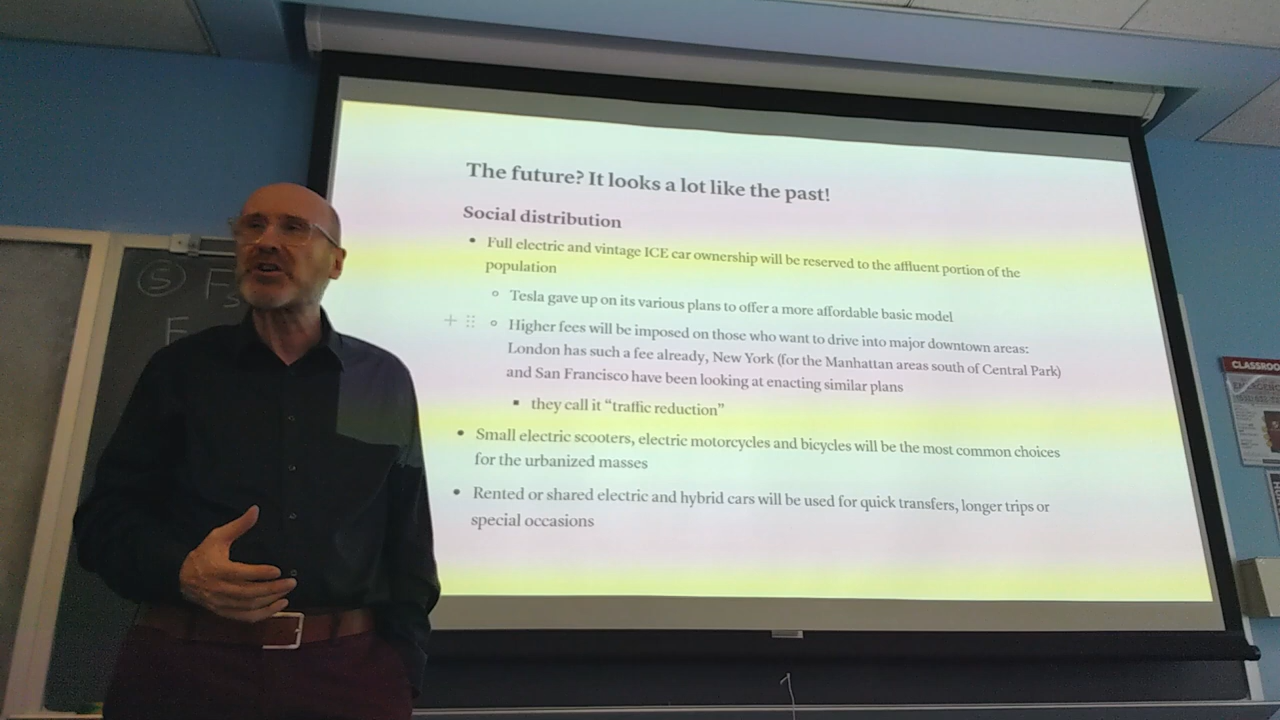 The future? It looks a lot like the past!
Social distribution
• Full electric and vintage ICE car ownership will be reserved to the affluent portion of the
population
◦ Tesla gave up on its various plans to offer a more affordable basic model
◦ Higher fees will be imposed on those who want to drive into major downtown areas:
London has such a fee already, New York (for the Manhattan areas south of Central Park)
and San Francisco have been looking at enacting similar plans
▪ they call it “traffic reduction”
• Small electric scooters, electric motorcycles and bicycles will be the most common choices
for the urbanized masses
• Rented or shared electric and hybrid cars will be used for quick transfers, longer trips or
special occasions
S F
S
F